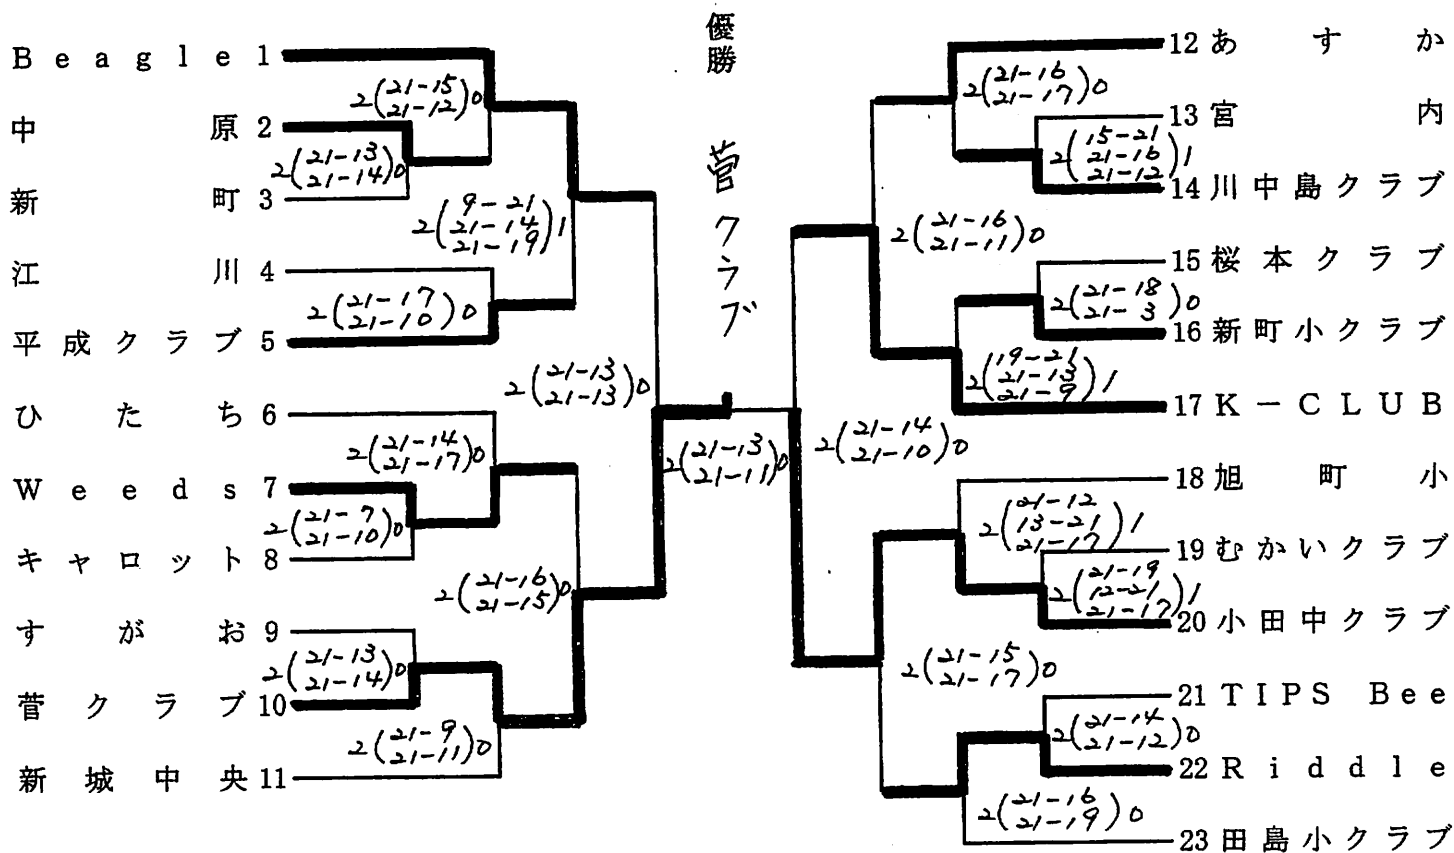 優勝 菅クラブ
Beagle 1
2(21-15 21-12)0
中原 2
2(21-13 21-14)0
新町 3
2(9-21 21-14 21-19)1
江川 4
2(21-17 21-10)0
平成クラブ 5
2(21-13 21-13)0
ひたち 6
2(21-14 21-17)0
Weeds 7
2(21-7 21-10)0
キャロット 8
2(21-16 21-15)0
すがお 9
2(21-13 21-14)0
菅クラブ 10
2(21-9 21-11)0
新城中央 11
2(21-13 21-11)0
12 あすか
2(21-16 21-17)0
13 宮内
2(15-21 21-16 21-12)1
14 川中島クラブ
2(21-16 21-11)0
15 桜本クラブ
2(21-18 21-3)0
16 新町小クラブ
2(19-21 21-13 21-9)1
17 K-CLUB
2(21-14 21-10)0
18 旭町小
2(21-12 13-21 21-17)1
19 むかいクラブ
2(21-19 12-21 21-17)1
20 小田中クラブ
2(21-15 21-17)0
21 TIPS Bee
2(21-14 21-12)0
22 Riddle
2(21-16 21-19)0
23 田島小クラブ